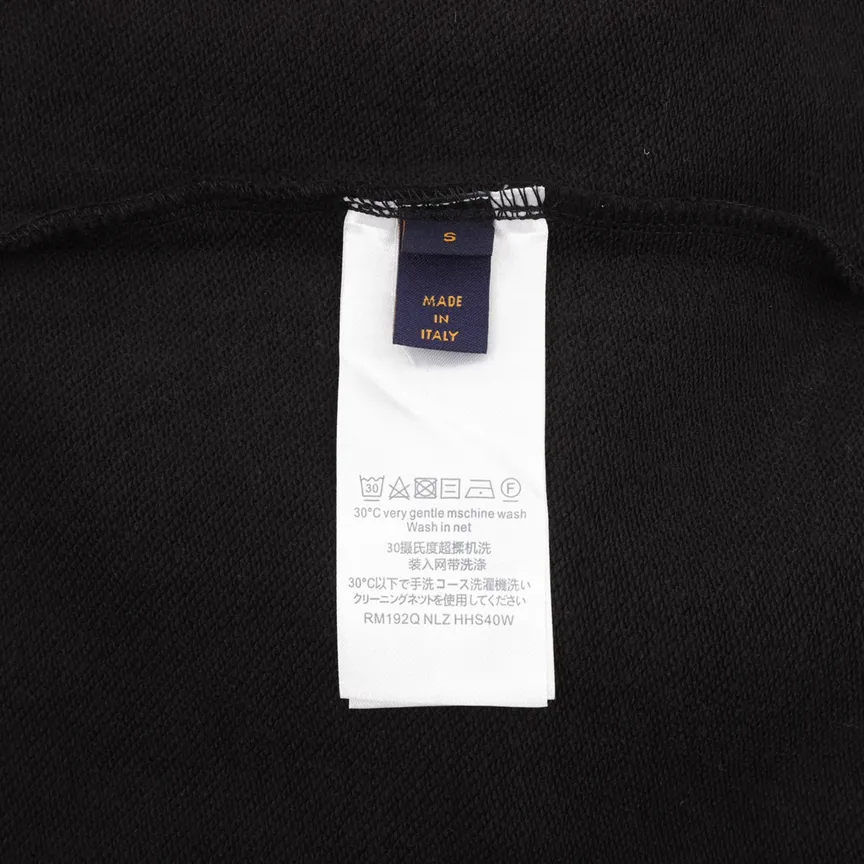 S
MADE
IN
ITALY
30
F
30°C very gentle mschine wash
Wash in net
30摄氏度超揉机洗
装入网带洗涤
30°C以下で手洗コース洗濯機洗い
クリーニングネットを使用してください
RM192Q NLZ HHS40W